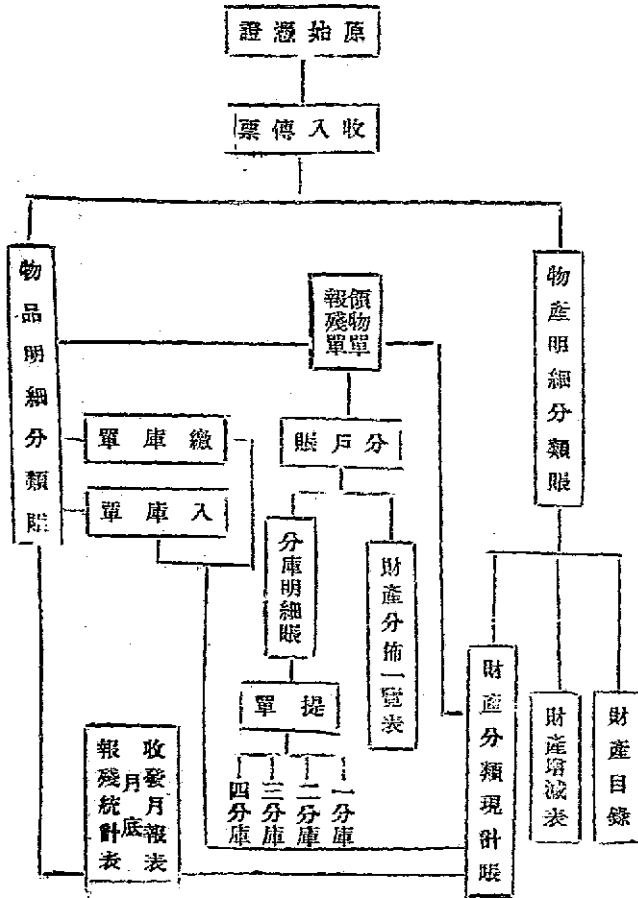 原始憑證
收入傳票
物產明細分類賬
領物單
報殘單
物品明細分類賬
分戶賬
繳庫單
入庫單
分庫明細賬
財產分佈一覽表
提單
一分庫
二分庫
三分庫
四分庫
財產目錄
財產增減表
財產分類現計賬
收發月報表
月底
報殘統計表